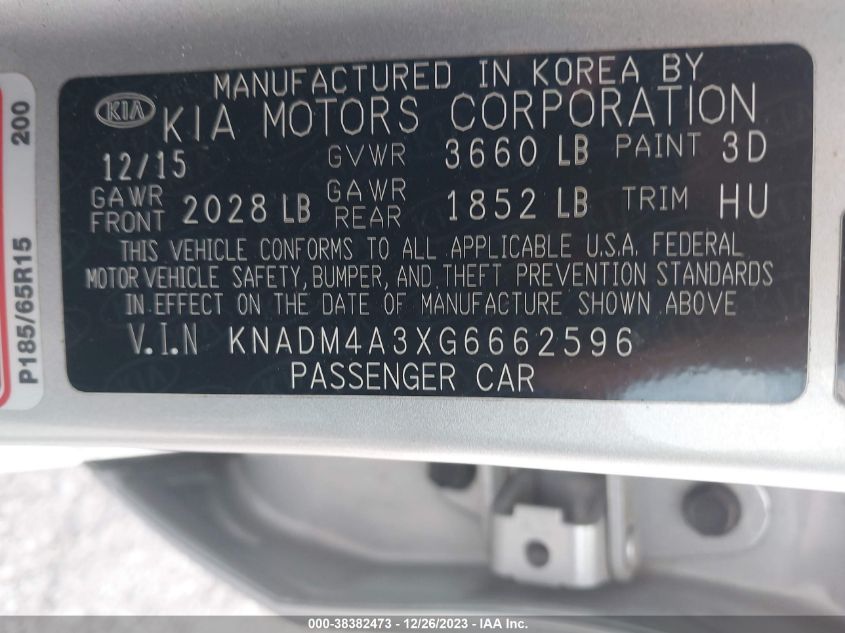 MANUFACTURED IN KOREA BY
KIA KIA MOTORS CORPORATION
12/15 GVWR 3660 LB PAINT 3D
GAWR FRONT 2028 LB GAWR REAR 1852 LB TRIM HU
THIS VEHICLE CONFORMS TO ALL APPLICABLE U.S.A. FEDERAL
MOTOR VEHICLE SAFETY, BUMPER, AND THEFT PREVENTION STANDARDS
IN EFFECT ON THE DATE OF MANUFACTURE SHOWN ABOVE
V.I.N KNADM4A3XG6662596
PASSENGER CAR
200
P185/65R15
000-38382473 - 12/26/2023 - IAA Inc.